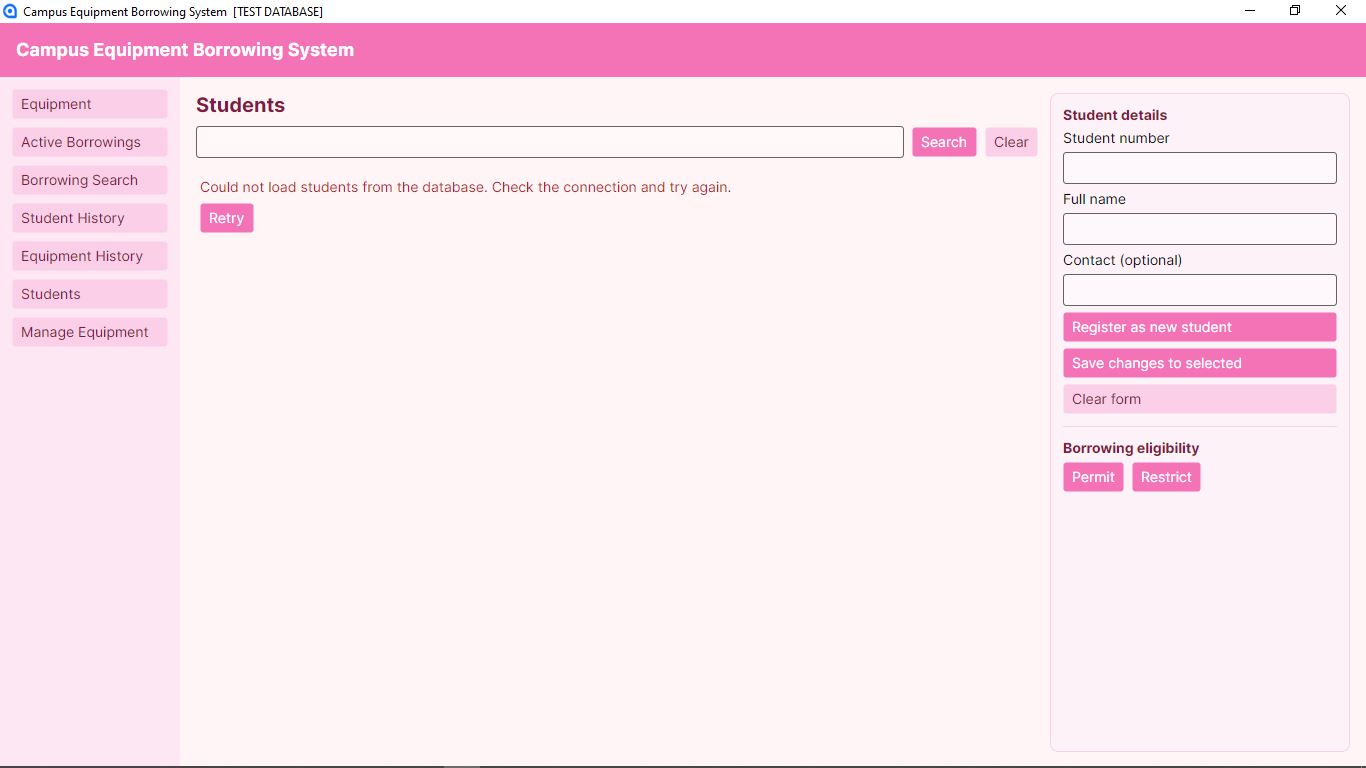 Campus Equipment Borrowing System [TEST DATABASE]
Campus Equipment Borrowing System
Equipment
Active Borrowings
Borrowing Search
Student History
Equipment History
Students
Manage Equipment
Students
Search
Clear
Could not load students from the database. Check the connection and try again.
Retry
Student details
Student number
Full name
Contact (optional)
Register as new student
Save changes to selected
Clear form
Borrowing eligibility
Permit
Restrict